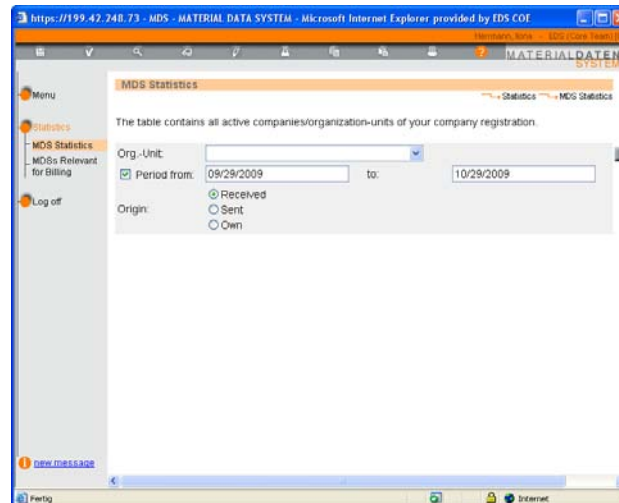 https://199.42.248.73 - MDS - MATERIAL DATA SYSTEM - Microsoft Internet Explorer provided by EDS COE
Hermann, Ilona - EDS (Core Team)
MATERIALDATEN
SYSTEM
Menu
Statistics
MDS Statistics
MDSs Relevant
for Billing
Log off
MDS Statistics
Statistics MDS Statistics
The table contains all active companies/organization-units of your company registration.
Org.-Unit:
Period from: 09/29/2009 to: 10/29/2009
Origin:
Received
Sent
Own
new message
Fertig Internet